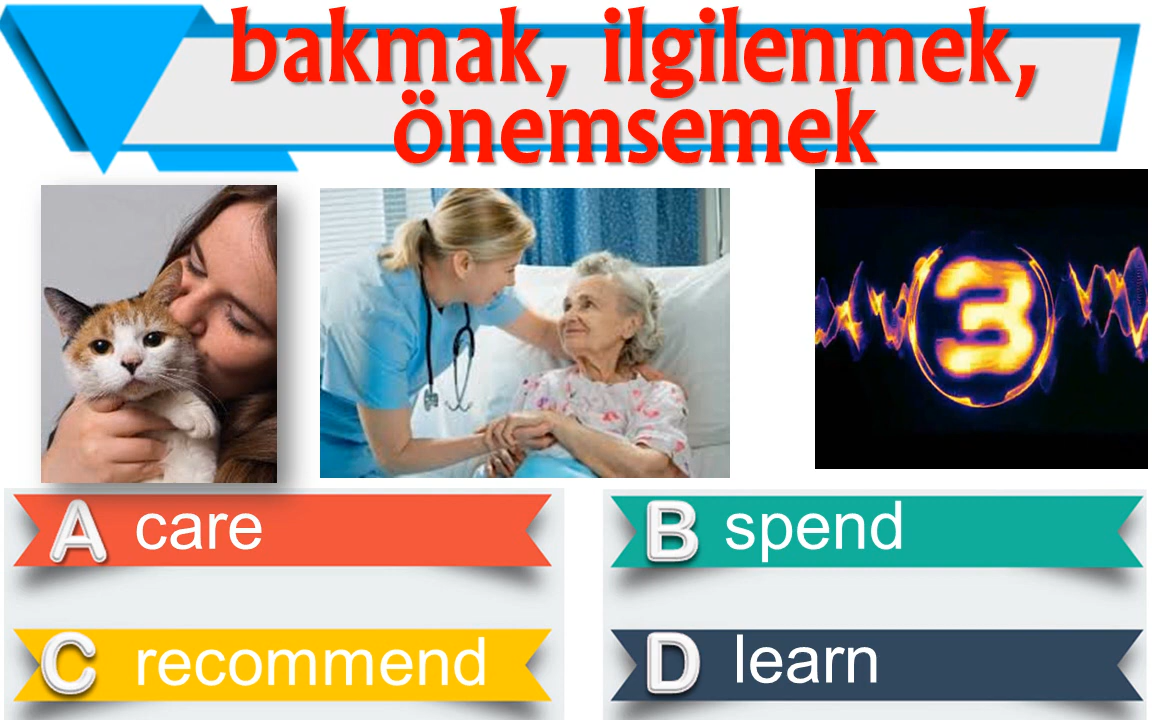 bakmak, ilgilenmek,
önemsemek
3
A care
B spend
C recommend
D learn